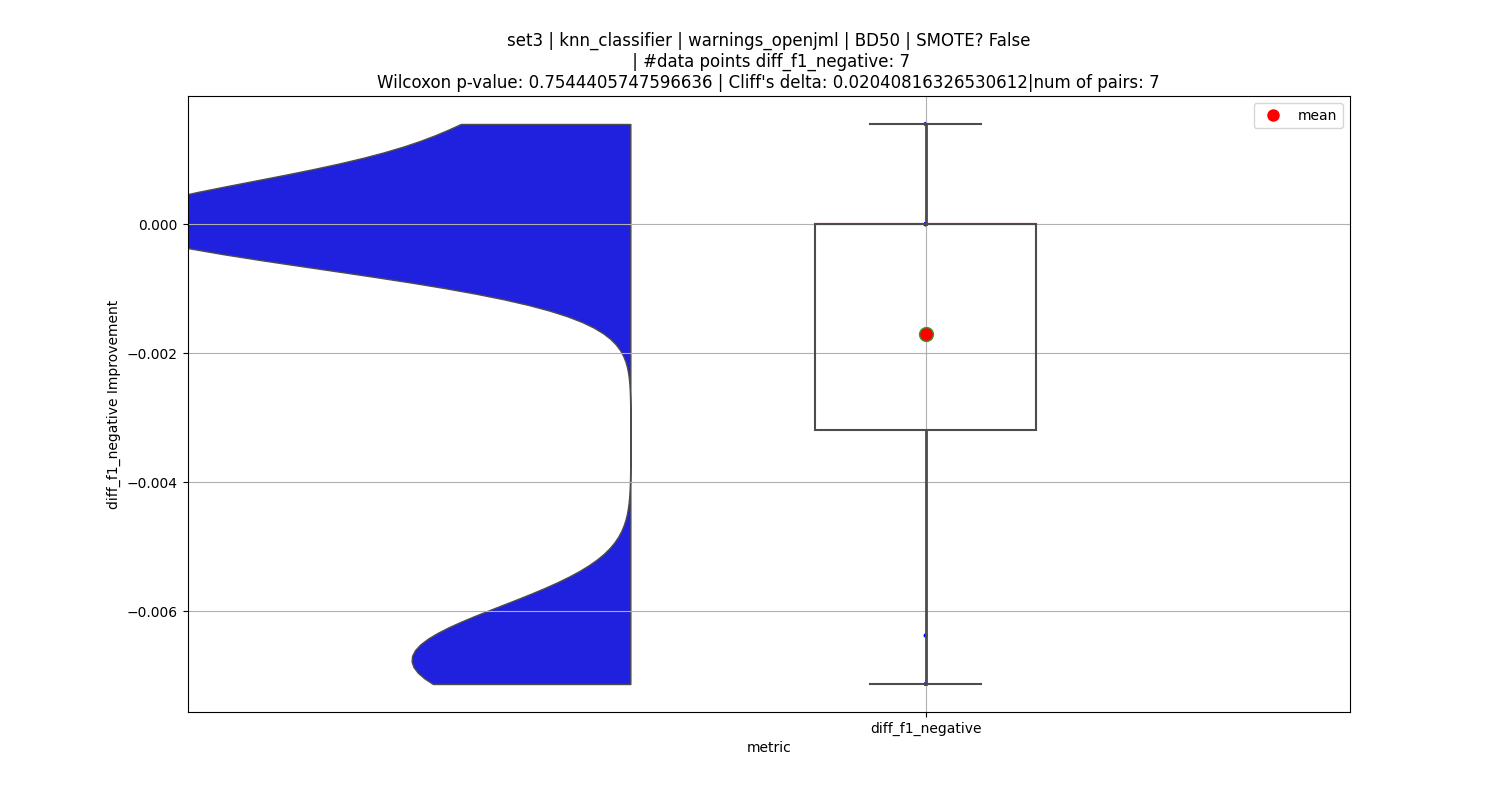 set3 | knn_classifier | warnings_openjml | BD50 | SMOTE? False
| #data points diff_f1_negative: 7
Wilcoxon p-value: 0.7544405747596636 | Cliff's delta: 0.02040816326530612|num of pairs: 7
mean
0.000
−0.002
−0.004
−0.006
diff_f1_negative Improvement
diff_f1_negative
metric